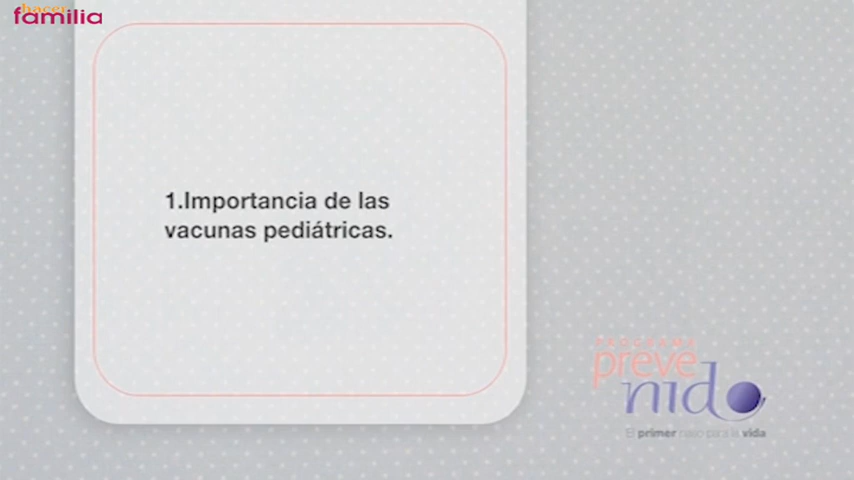 hacer
familia
1.Importancia de las
vacunas pediátricas.
PROGRAMA
preve
nido
El primer paso para la vida